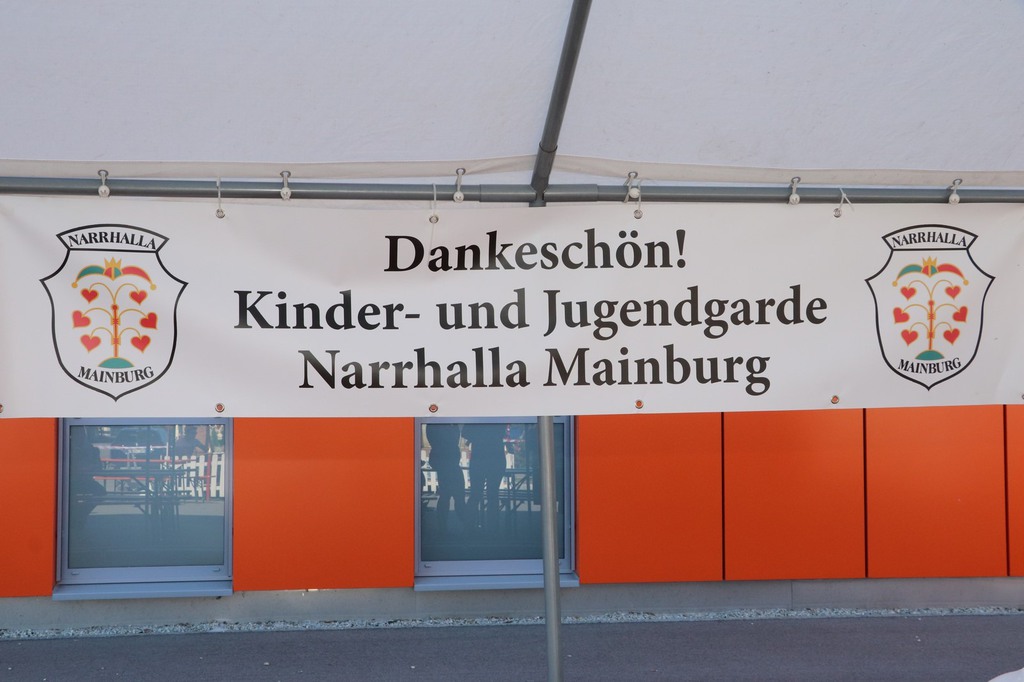 NARRHALLA
MAINBURG
Dankeschön!
Kinder- und Jugendgarde
Narrhalla Mainburg
NARRHALLA
MAINBURG